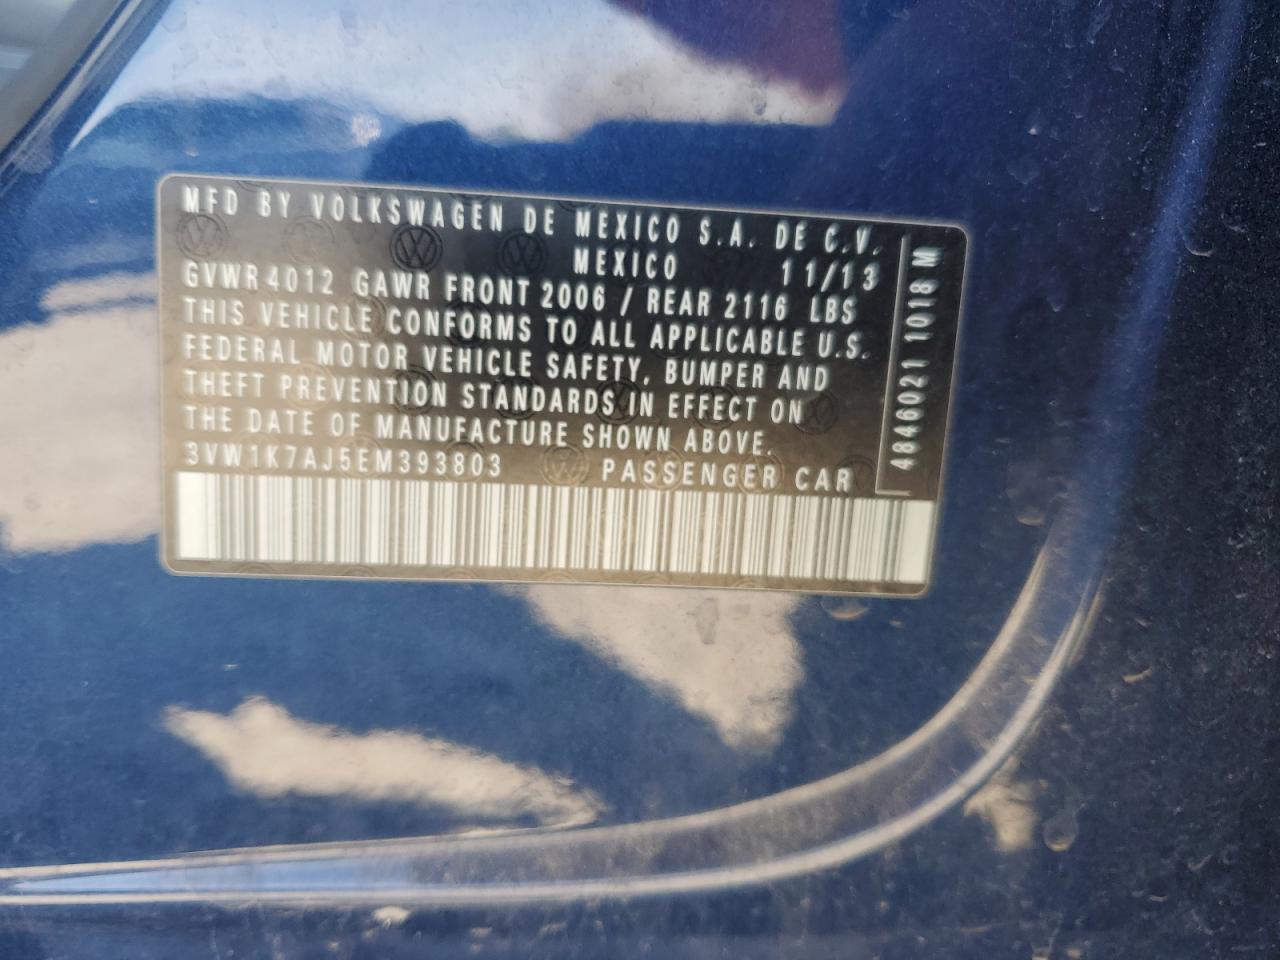 MFD BY VOLKSWAGEN DE MEXICO S.A. DE C.V.
MEXICO 11/13
GVWR 4012 GAWR FRONT 2006 / REAR 2116 LBS
THIS VEHICLE CONFORMS TO ALL APPLICABLE U.S.
FEDERAL MOTOR VEHICLE SAFETY, BUMPER AND
THEFT PREVENTION STANDARDS IN EFFECT ON
THE DATE OF MANUFACTURE SHOWN ABOVE.
3VW1K7AJ5EM393803 PASSENGER CAR
4846021 1018 M